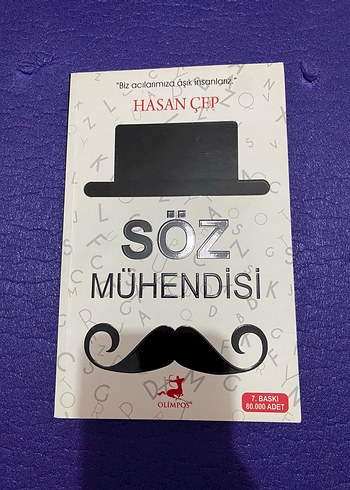 "Biz acılarımıza âşık insanlarız."
HASAN ÇEP
SÖZ
MÜHENDİSİ
7. BASKI
80.000 ADET
OLİMPOS